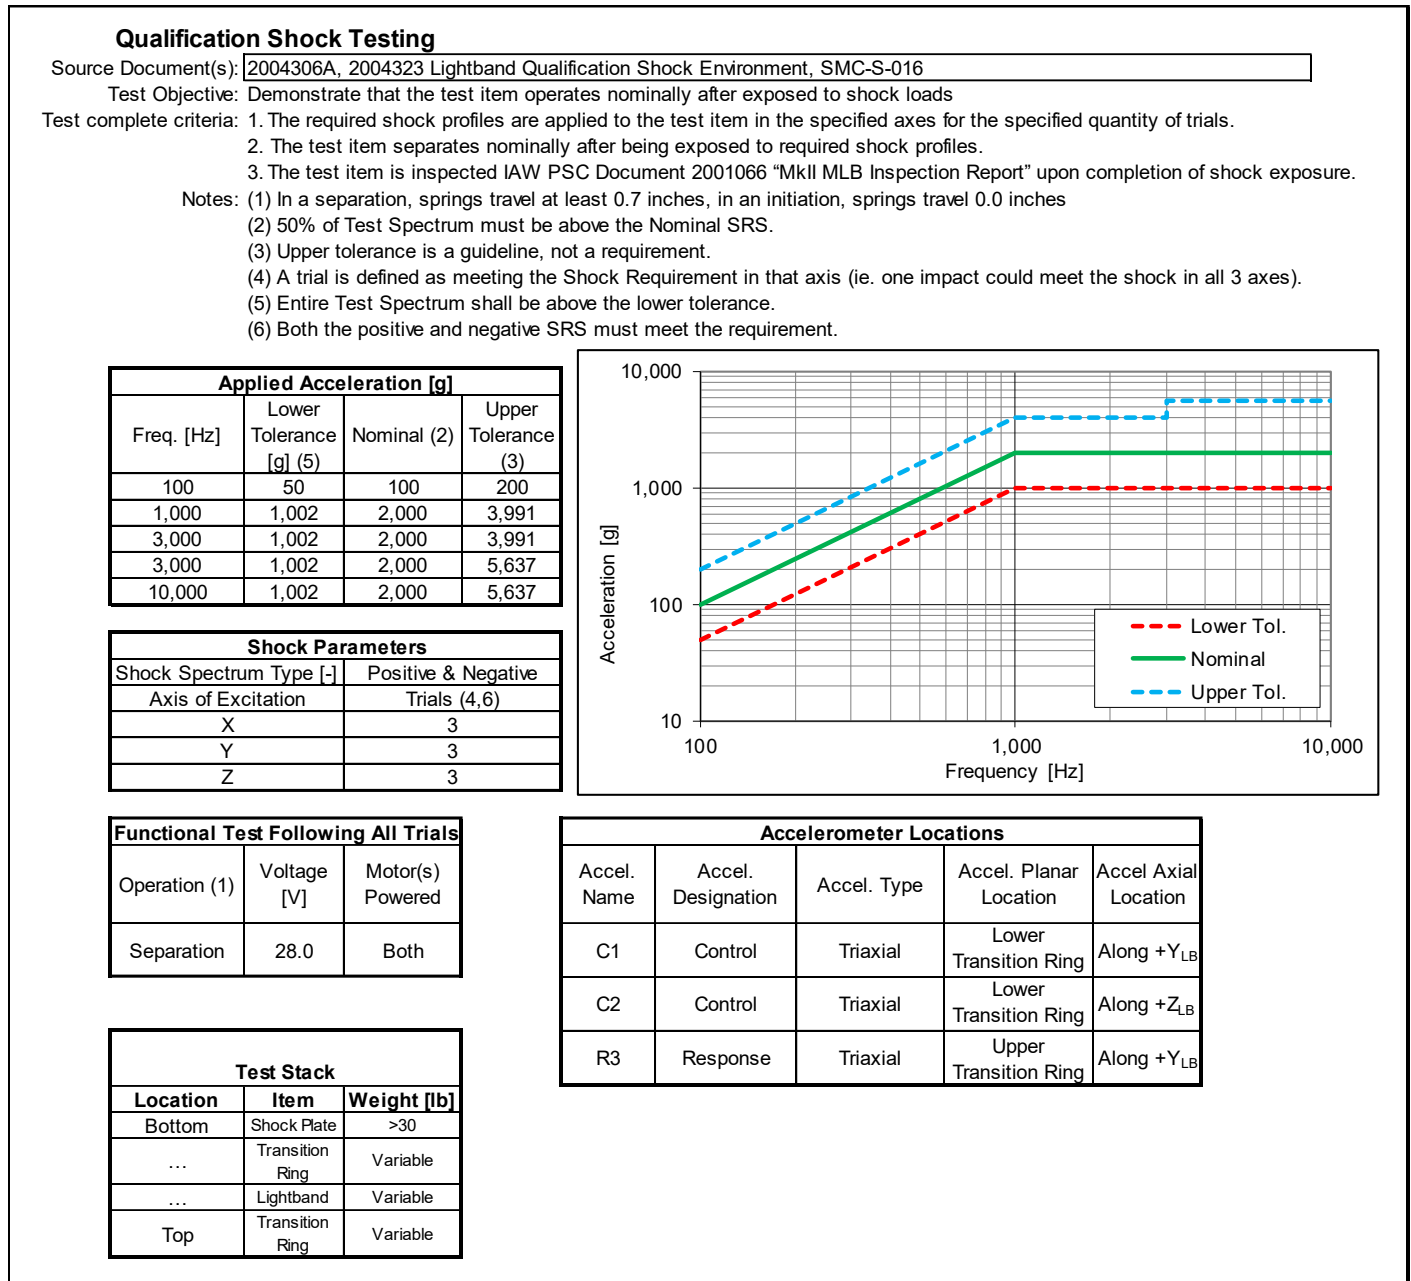 Qualification Shock Testing
Source Document(s): 2004306A, 2004323 Lightband Qualification Shock Environment, SMC-S-016
Test Objective: Demonstrate that the test item operates nominally after exposed to shock loads
Test complete criteria: 1. The required shock profiles are applied to the test item in the specified axes for the specified quantity of trials.
2. The test item separates nominally after being exposed to required shock profiles.
3. The test item is inspected IAW PSC Document 2001066 “MkII MLB Inspection Report” upon completion of shock exposure.
Notes: (1) In a separation, springs travel at least 0.7 inches, in an initiation, springs travel 0.0 inches
(2) 50% of Test Spectrum must be above the Nominal SRS.
(3) Upper tolerance is a guideline, not a requirement.
(4) A trial is defined as meeting the Shock Requirement in that axis (ie. one impact could meet the shock in all 3 axes).
(5) Entire Test Spectrum shall be above the lower tolerance.
(6) Both the positive and negative SRS must meet the requirement.
Applied Acceleration [g]
Freq. [Hz] Lower Tolerance [g] (5) Nominal (2) Upper Tolerance (3)
100 50 100 200
1,000 1,002 2,000 3,991
3,000 1,002 2,000 3,991
3,000 1,002 2,000 5,637
10,000 1,002 2,000 5,637
Shock Parameters
Shock Spectrum Type [-] Positive & Negative
Axis of Excitation Trials (4,6)
X 3
Y 3
Z 3
10,000
1,000
100
10
Acceleration [g]
Lower Tol.
Nominal
Upper Tol.
100 1,000 10,000
Frequency [Hz]
Functional Test Following All Trials
Operation (1) Voltage [V] Motor(s) Powered
Separation 28.0 Both
Accelerometer Locations
Accel. Name Accel. Designation Accel. Type Accel. Planar Location Accel Axial Location
C1 Control Triaxial Lower Transition Ring Along +Y LB
C2 Control Triaxial Lower Transition Ring Along +Z LB
R3 Response Triaxial Upper Transition Ring Along +Y LB
Test Stack
Location Item Weight [lb]
Bottom Shock Plate >30
… Transition Ring Variable
… Lightband Variable
Top Transition Ring Variable